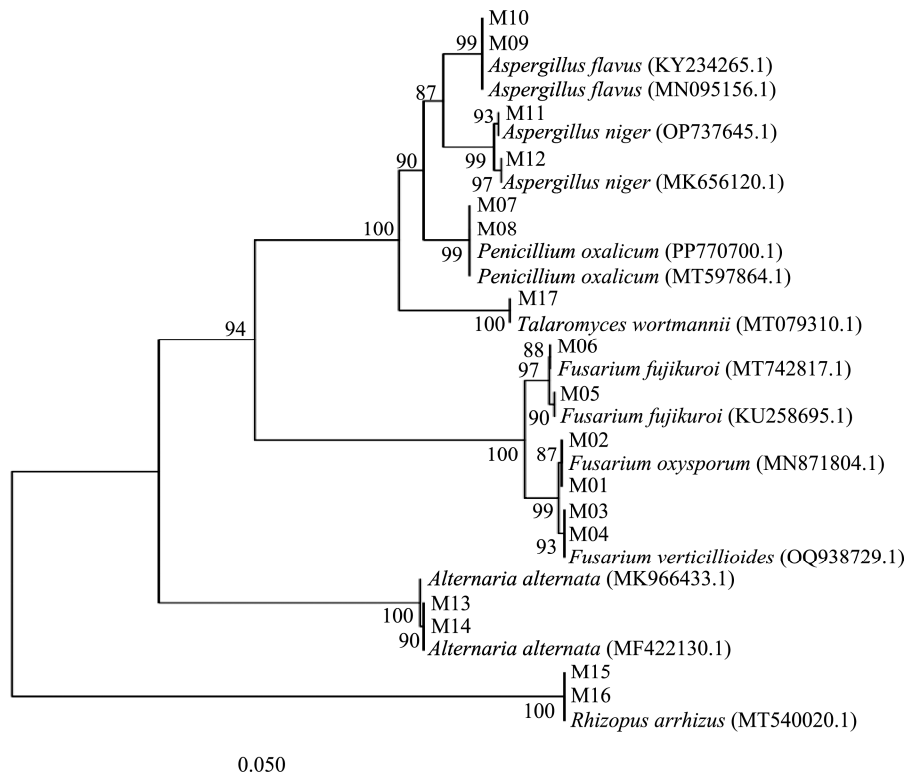 M10
99 M09
Aspergillus flavus (KY234265.1)
87 Aspergillus flavus (MN095156.1)
93 M11
Aspergillus niger (OP737645.1)
90 99 M12
97 Aspergillus niger (MK656120.1)
M07
100 M08
99 Penicillium oxalicum (PP770700.1)
Penicillium oxalicum (MT597864.1)
M17
94 100 Talaromyces wortmannii (MT079310.1)
88 M06
97 Fusarium fujikuroi (MT742817.1)
M05
90 Fusarium fujikuroi (KU258695.1)
M02
100 87 Fusarium oxysporum (MN871804.1)
M01
99 M03
M04
93 Fusarium verticillioides (OQ938729.1)
Alternaria alternata (MK966433.1)
100 M13
M14
90 Alternaria alternata (MF422130.1)
M15
M16
100 Rhizopus arrhizus (MT540020.1)
0.050